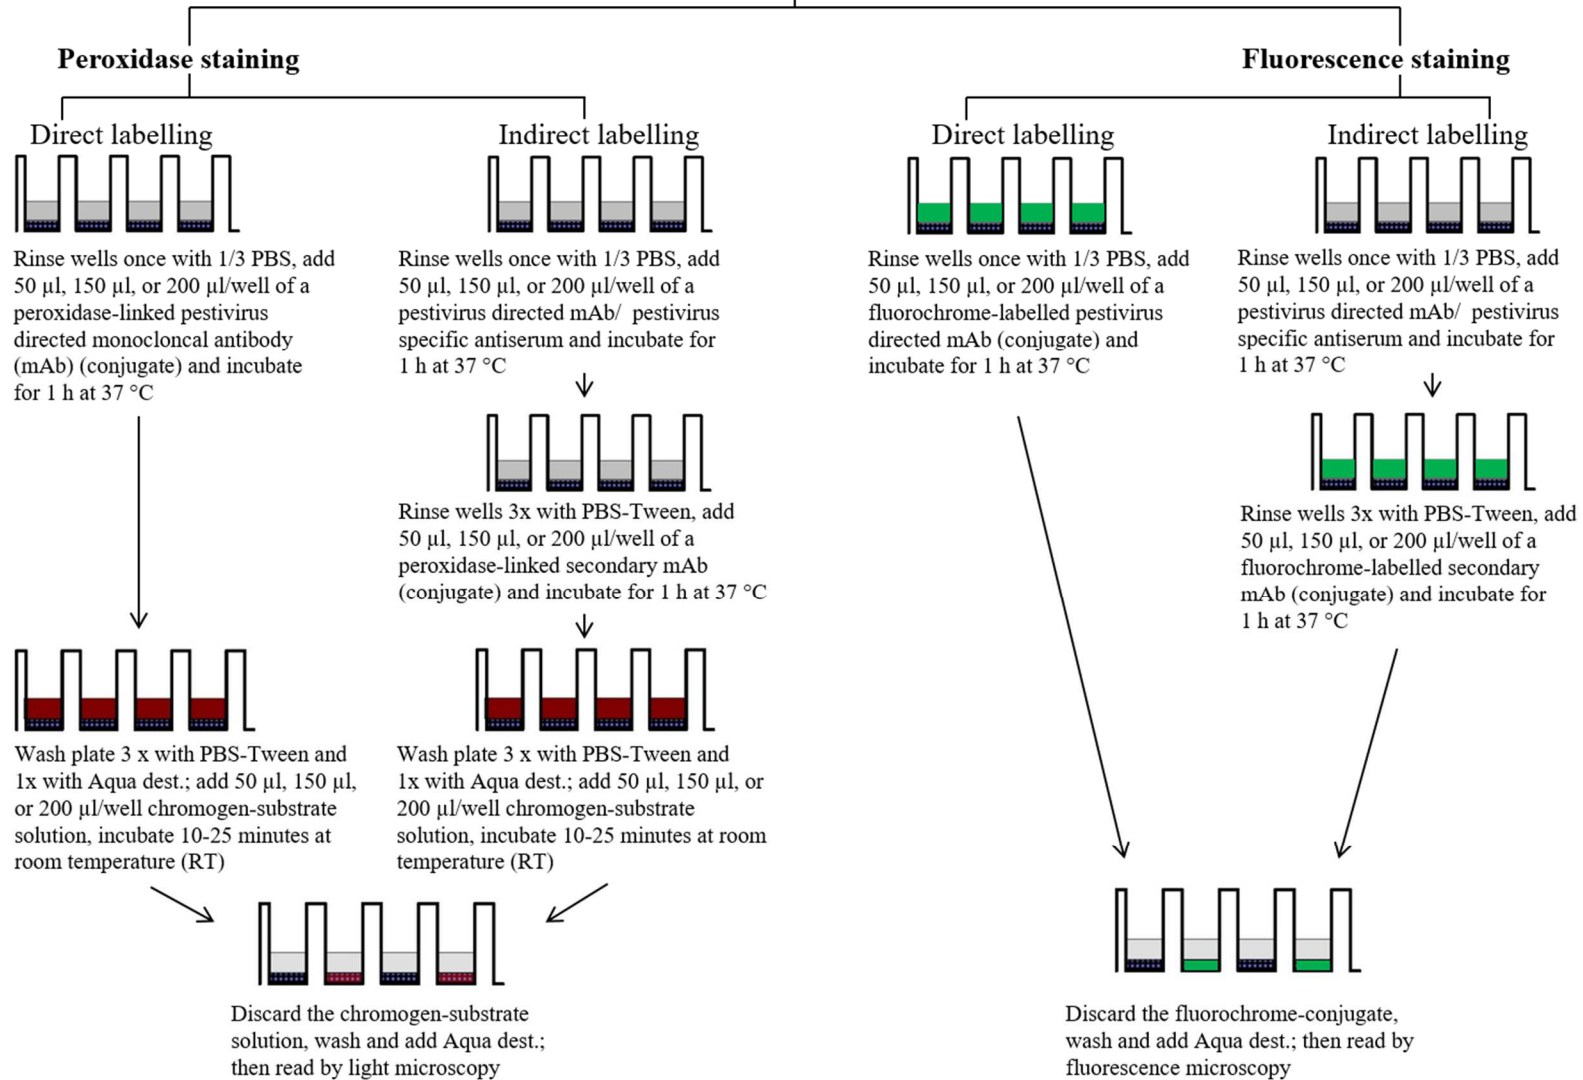 Peroxidase staining
Fluorescence staining
Direct labelling
Indirect labelling
Direct labelling
Indirect labelling
Rinse wells once with 1/3 PBS, add
50 µl, 150 µl, or 200 µl/well of a
peroxidase-linked pestivirus
directed monocloncal antibody
(mAb) (conjugate) and incubate
for 1 h at 37 °C
Rinse wells once with 1/3 PBS, add
50 µl, 150 µl, or 200 µl/well of a
pestivirus directed mAb/ pestivirus
specific antiserum and incubate for
1 h at 37 °C
Rinse wells once with 1/3 PBS, add
50 µl, 150 µl, or 200 µl/well of a
fluorochrome-labelled pestivirus
directed mAb (conjugate) and
incubate for 1 h at 37 °C
Rinse wells once with 1/3 PBS, add
50 µl, 150 µl, or 200 µl/well of a
pestivirus directed mAb/ pestivirus
specific antiserum and incubate for
1 h at 37 °C
Rinse wells 3x with PBS-Tween, add
50 µl, 150 µl, or 200 µl/well of a
peroxidase-linked secondary mAb
(conjugate) and incubate for 1 h at 37 °C
Rinse wells 3x with PBS-Tween, add
50 µl, 150 µl, or 200 µl/well of a
fluorochrome-labelled secondary
mAb (conjugate) and incubate for
1 h at 37 °C
Wash plate 3 x with PBS-Tween and
1x with Aqua dest.; add 50 µl, 150 µl,
or 200 µl/well chromogen-substrate
solution, incubate 10-25 minutes at
room temperature (RT)
Wash plate 3 x with PBS-Tween and
1x with Aqua dest.; add 50 µl, 150 µl, or
200 µl/well chromogen-substrate
solution, incubate 10-25 minutes at room
temperature (RT)
Discard the chromogen-substrate
solution, wash and add Aqua dest.;
then read by light microscopy
Discard the fluorochrome-conjugate,
wash and add Aqua dest.; then read by
fluorescence microscopy